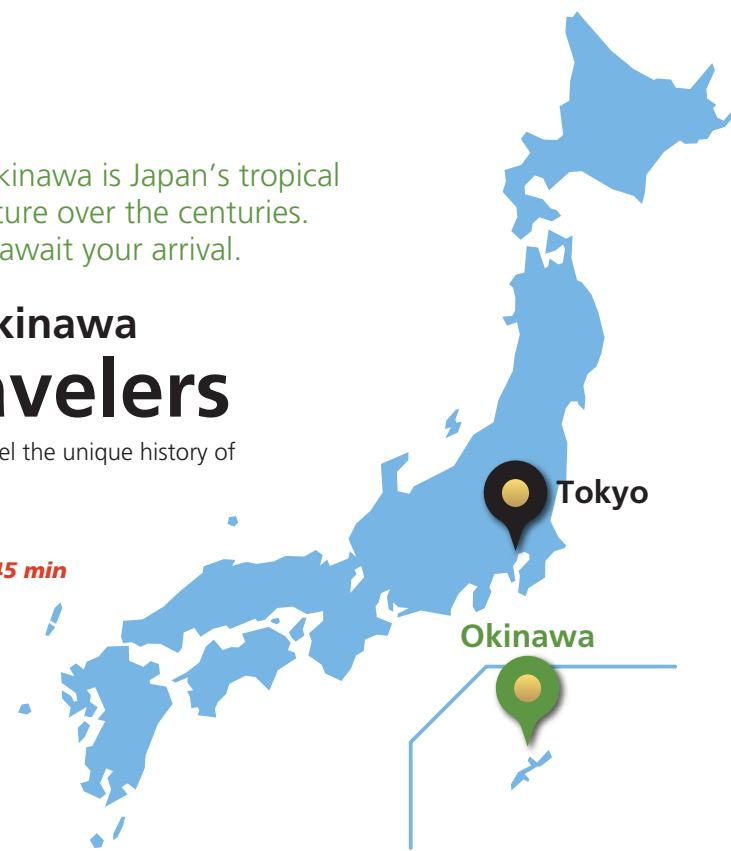 kinawa is Japan's tropical
ture over the centuries.
await your arrival.
kinawa
avelers
el the unique history of
Tokyo
45 min
Okinawa